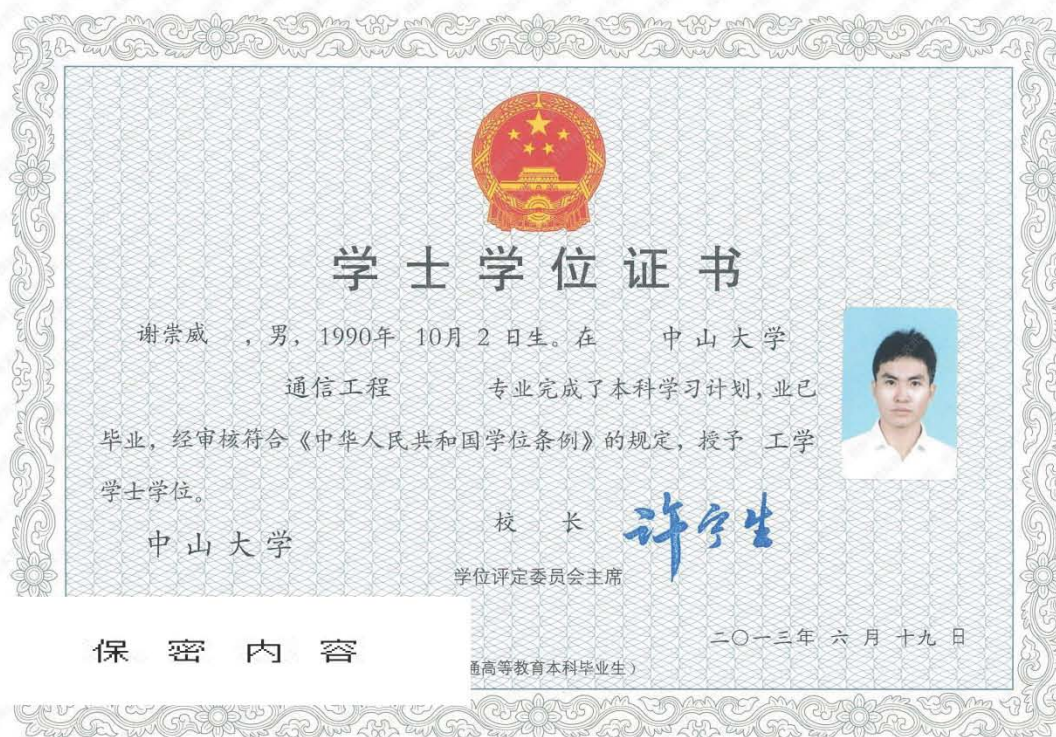 学士学位证书
谢崇威 ，男，1990年 10月 2 日生。在 中山大学
通信工程 专业完成了本科学习计划，业已
毕业，经审核符合《中华人民共和国学位条例》的规定，授予 工学
学士学位。
中山大学
校 长 许宁生
学位评定委员会主席
保密内容
二〇一三年 六 月 十九 日
通高等教育本科毕业生）